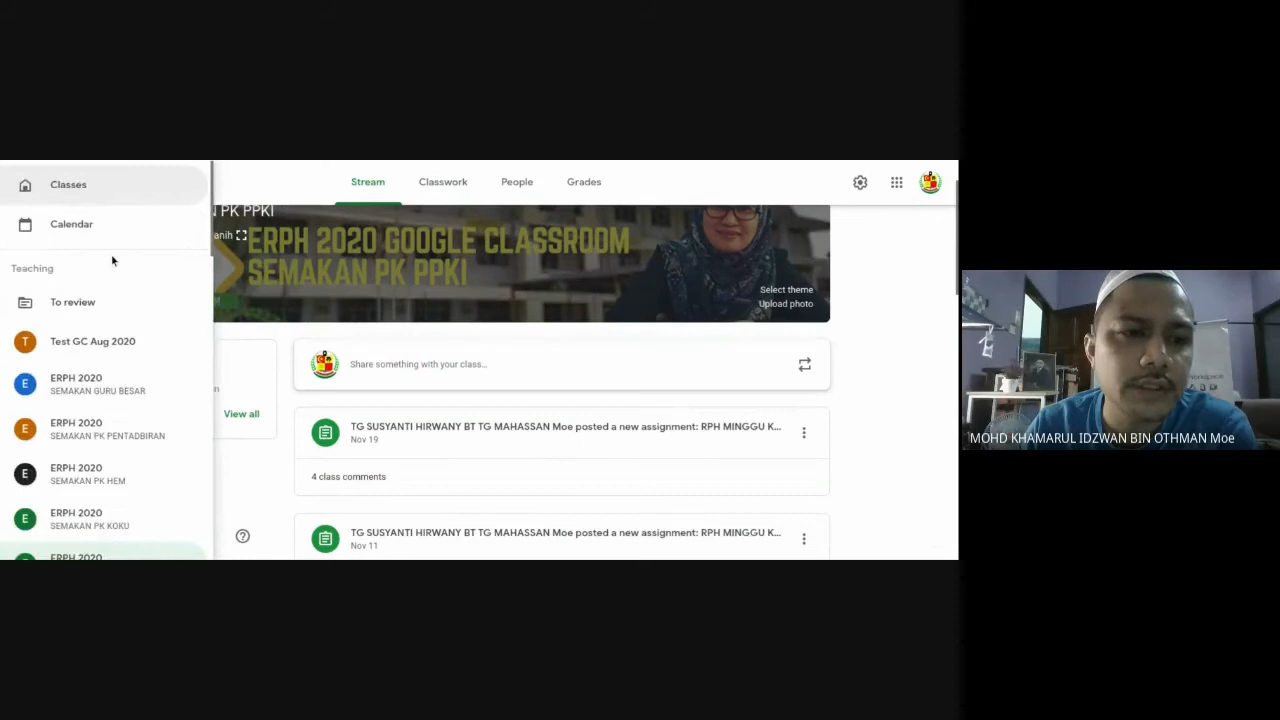 Classes
Calendar
Teaching
To review
T
Test GC Aug 2020
E
ERPH 2020
SEMAKAN GURU BESAR
E
ERPH 2020
SEMAKAN PK PENTADBIRAN
E
ERPH 2020
SEMAKAN PK HEM
E
ERPH 2020
SEMAKAN PK KOKU
ERPH 2020
Stream
Classwork
People
Grades
N PK PPKI
ERPH 2020 GOOGLE CLASSROOM
SEMAKAN PK PPKI
Select theme
Upload photo
View all
Share something with your class...
TG SUSYANTI HIRWANY BT TG MAHASSAN Moe posted a new assignment: RPH MINGGU K...
Nov 19
4 class comments
TG SUSYANTI HIRWANY BT TG MAHASSAN Moe posted a new assignment: RPH MINGGU K...
Nov 11
MOHD KHAMARUL IDZWAN BIN OTHMAN Moe